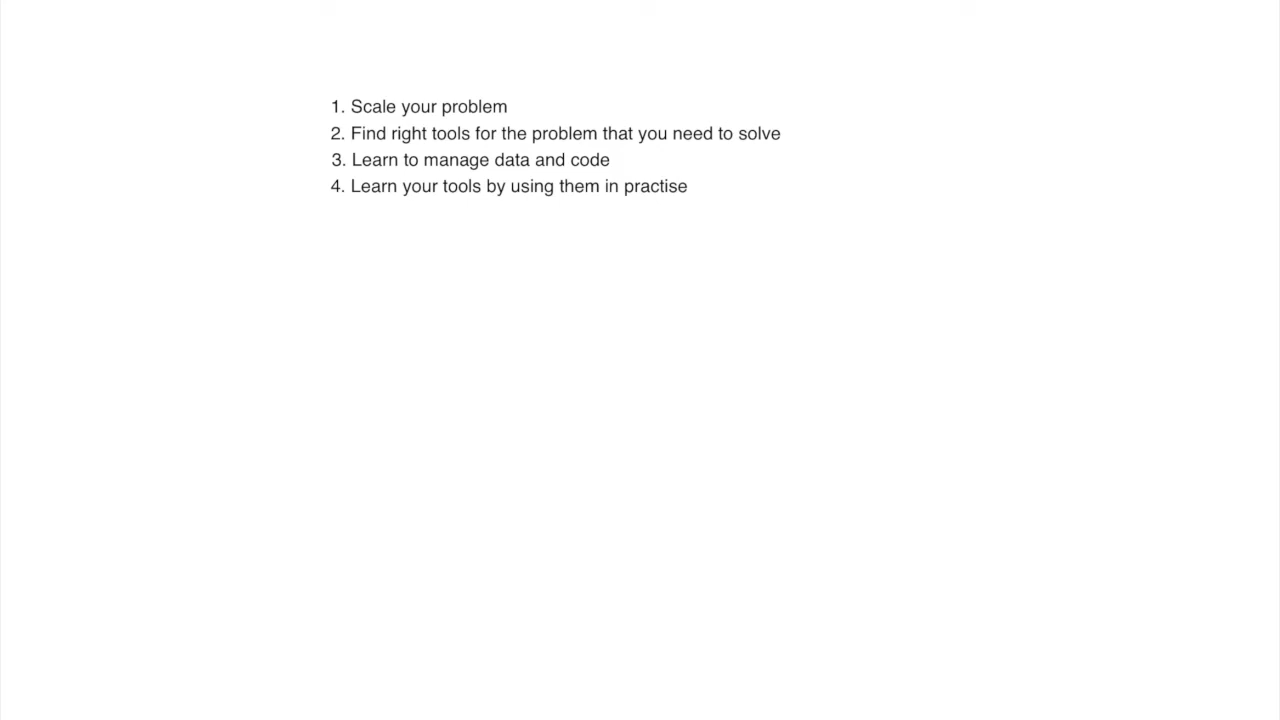 1. Scale your problem
2. Find right tools for the problem that you need to solve
3. Learn to manage data and code
4. Learn your tools by using them in practise